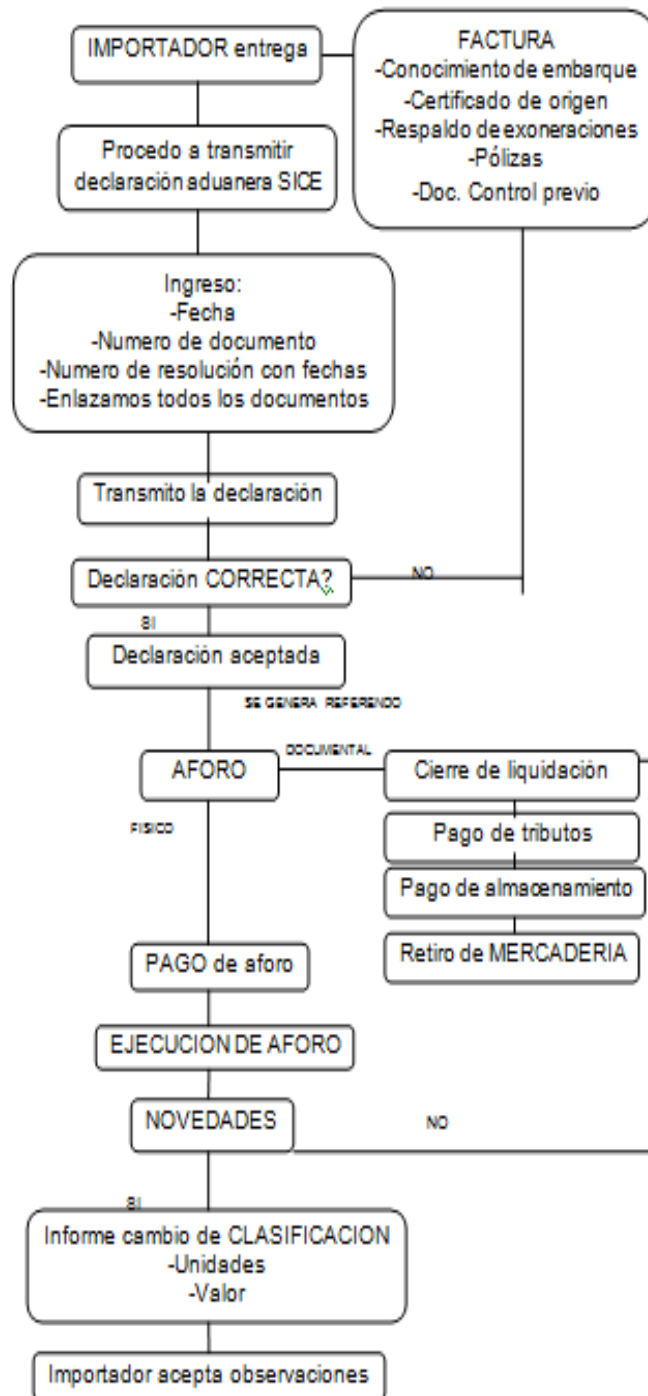 IMPORTADOR entrega
FACTURA
-Conocimiento de embarque
-Certificado de origen
-Respaldo de exoneraciones
-Pólizas
-Doc. Control previo
Procedo a transmitir
declaración aduanera SICE
Ingreso:
-Fecha
-Numero de documento
-Numero de resolución con fechas
-Enlazamos todos los documentos
Transmito la declaración
Declaración CORRECTA?
NO
SI
Declaración aceptada
SE GENERA REFERENDO
AFORO
DOCUMENTAL
Cierre de liquidación
FISICO
Pago de tributos
Pago de almacenamiento
Retiro de MERCADERIA
PAGO de aforo
EJECUCION DE AFORO
NOVEDADES
NO
SI
Informe cambio de CLASIFICACION
-Unidades
-Valor
Importador acepta observaciones